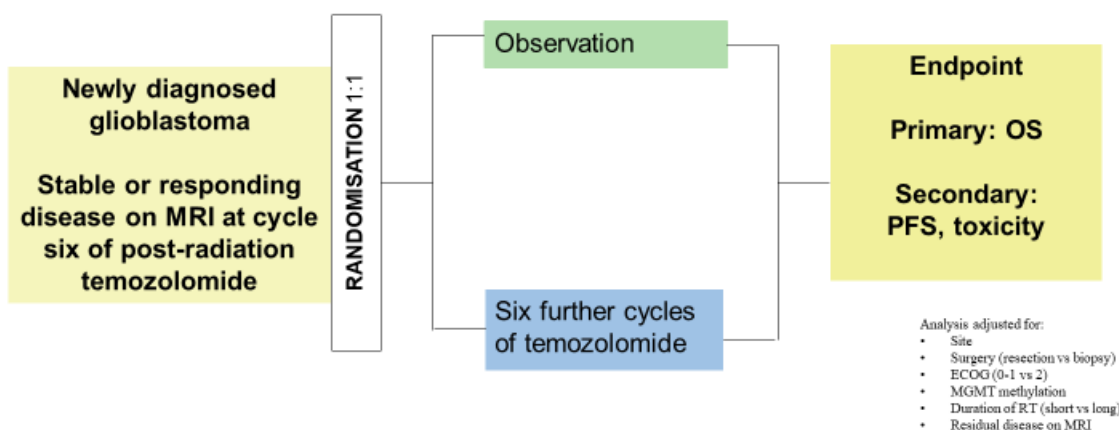 Newly diagnosed
glioblastoma
Stable or responding
disease on MRI at cycle
six of post-radiation
temozolomide
RANDOMISATION 1:1
Observation
Six further cycles
of temozolomide
Endpoint
Primary: OS
Secondary:
PFS, toxicity
Analysis adjusted for:
• Site
• Surgery (resection vs biopsy)
• ECOG (0-1 vs 2)
• MGMT methylation
• Duration of RT (short vs long)
• Residual disease on MRI